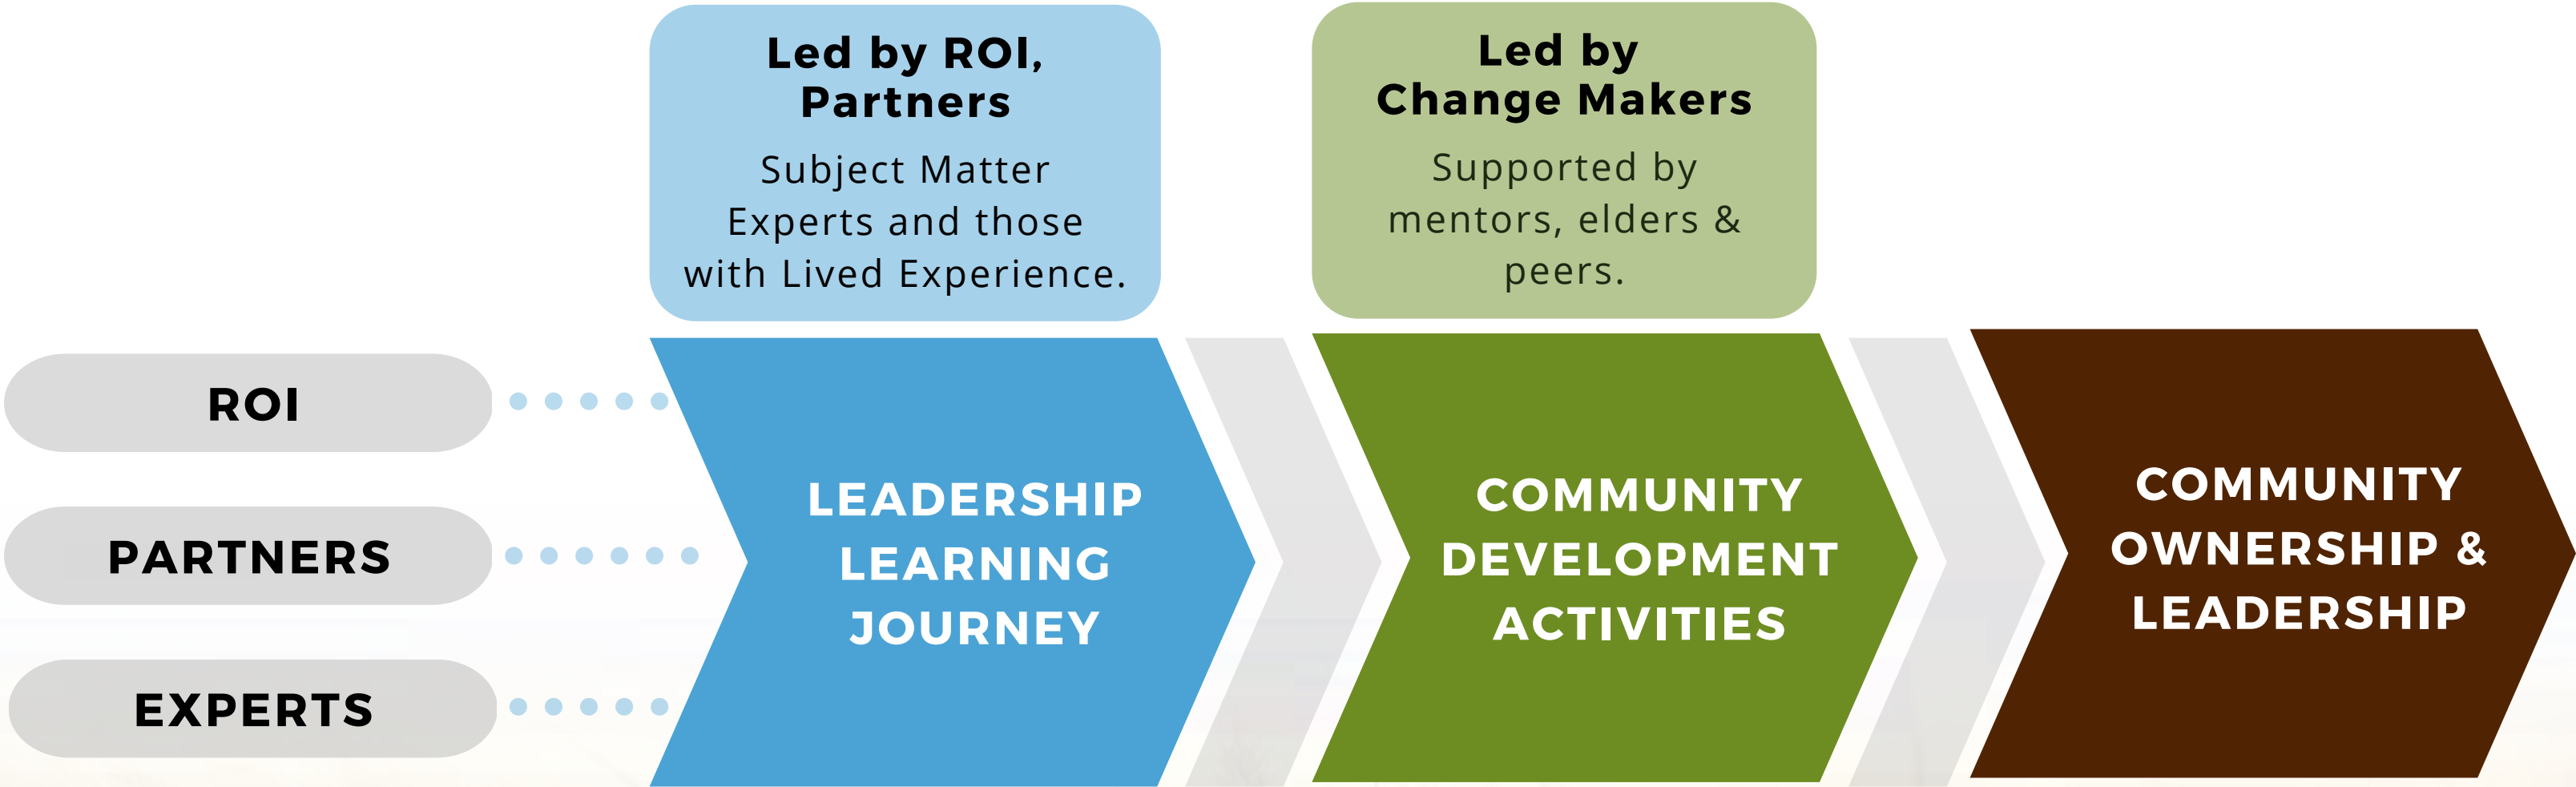 Led by ROI,
Partners
Subject Matter
Experts and those
with Lived Experience.
Led by
Change Makers
Supported by
mentors, elders &
peers.
ROI
PARTNERS
EXPERTS
LEADERSHIP
LEARNING
JOURNEY
COMMUNITY
DEVELOPMENT
ACTIVITIES
COMMUNITY
OWNERSHIP &
LEADERSHIP